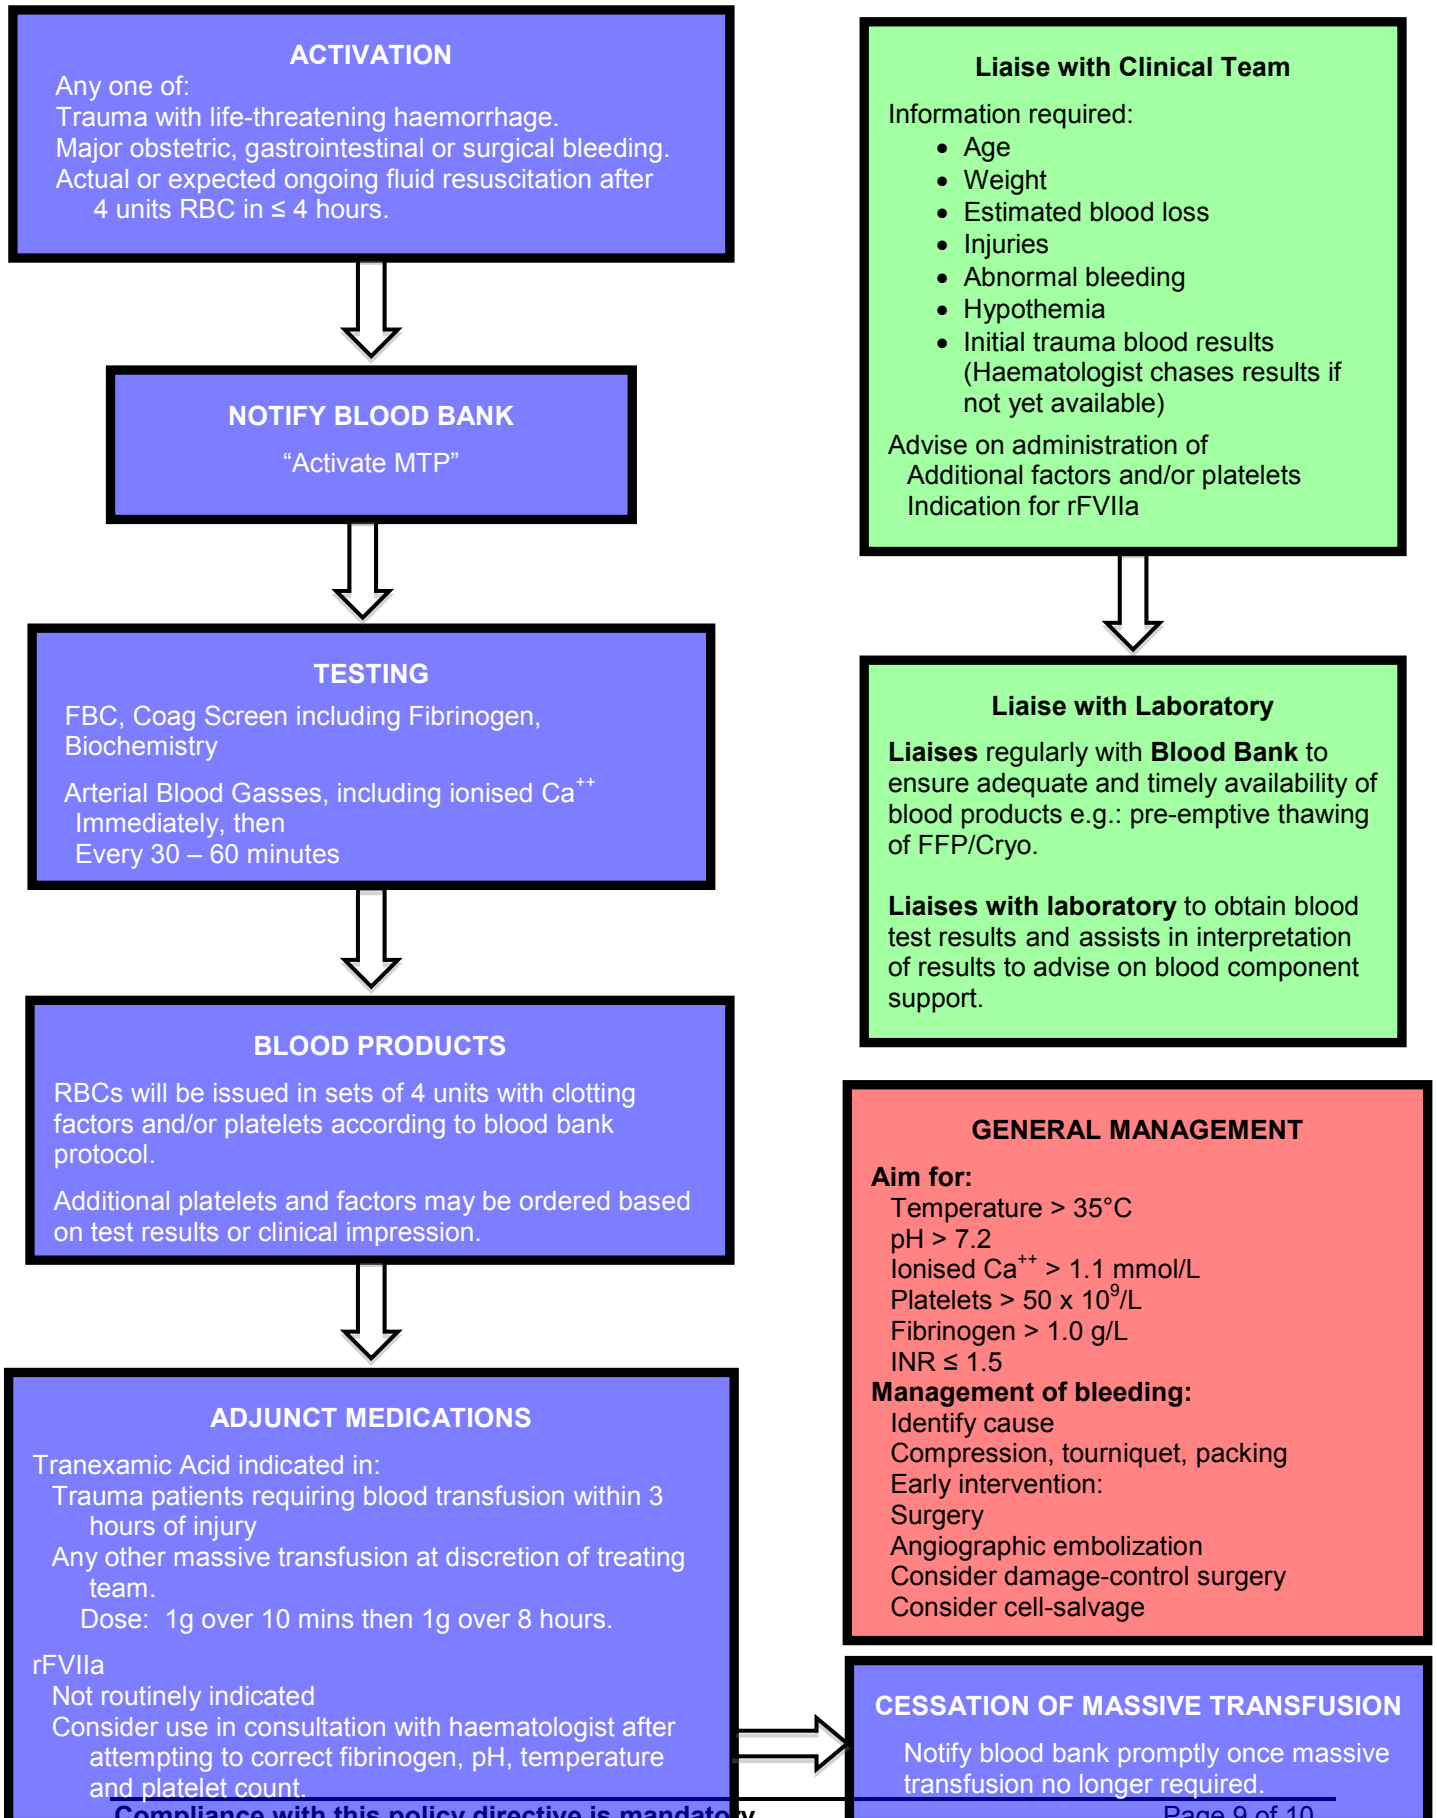 ACTIVATION
Any one of:
Trauma with life-threatening haemorrhage.
Major obstetric, gastrointestinal or surgical bleeding.
Actual or expected ongoing fluid resuscitation after
4 units RBC in ≤ 4 hours.
NOTIFY BLOOD BANK
“Activate MTP”
TESTING
FBC, Coag Screen including Fibrinogen,
Biochemistry
Arterial Blood Gasses, including ionised Ca++
Immediately, then
Every 30 – 60 minutes
BLOOD PRODUCTS
RBCs will be issued in sets of 4 units with clotting
factors and/or platelets according to blood bank
protocol.
Additional platelets and factors may be ordered based
on test results or clinical impression.
ADJUNCT MEDICATIONS
Tranexamic Acid indicated in:
Trauma patients requiring blood transfusion within 3
hours of injury
Any other massive transfusion at discretion of treating
team.
Dose: 1g over 10 mins then 1g over 8 hours.
rFVIIa
Not routinely indicated
Consider use in consultation with haematologist after
attempting to correct fibrinogen, pH, temperature
and platelet count.
Liaise with Clinical Team
Information required:
• Age
• Weight
• Estimated blood loss
• Injuries
• Abnormal bleeding
• Hypothemia
• Initial trauma blood results
(Haematologist chases results if
not yet available)
Advise on administration of
Additional factors and/or platelets
Indication for rFVIIa
Liaise with Laboratory
Liaises regularly with Blood Bank to
ensure adequate and timely availability of
blood products e.g.: pre-emptive thawing
of FFP/Cryo.
Liaises with laboratory to obtain blood
test results and assists in interpretation
of results to advise on blood component
support.
GENERAL MANAGEMENT
Aim for:
Temperature > 35°C
pH > 7.2
Ionised Ca++ > 1.1 mmol/L
Platelets > 50 x 10⁹/L
Fibrinogen > 1.0 g/L
INR ≤ 1.5
Management of bleeding:
Identify cause
Compression, tourniquet, packing
Early intervention:
Surgery
Angiographic embolization
Consider damage-control surgery
Consider cell-salvage
CESSATION OF MASSIVE TRANSFUSION
Notify blood bank promptly once massive
transfusion no longer required.
Compliance with this policy directive is mandatory Page 9 of 10